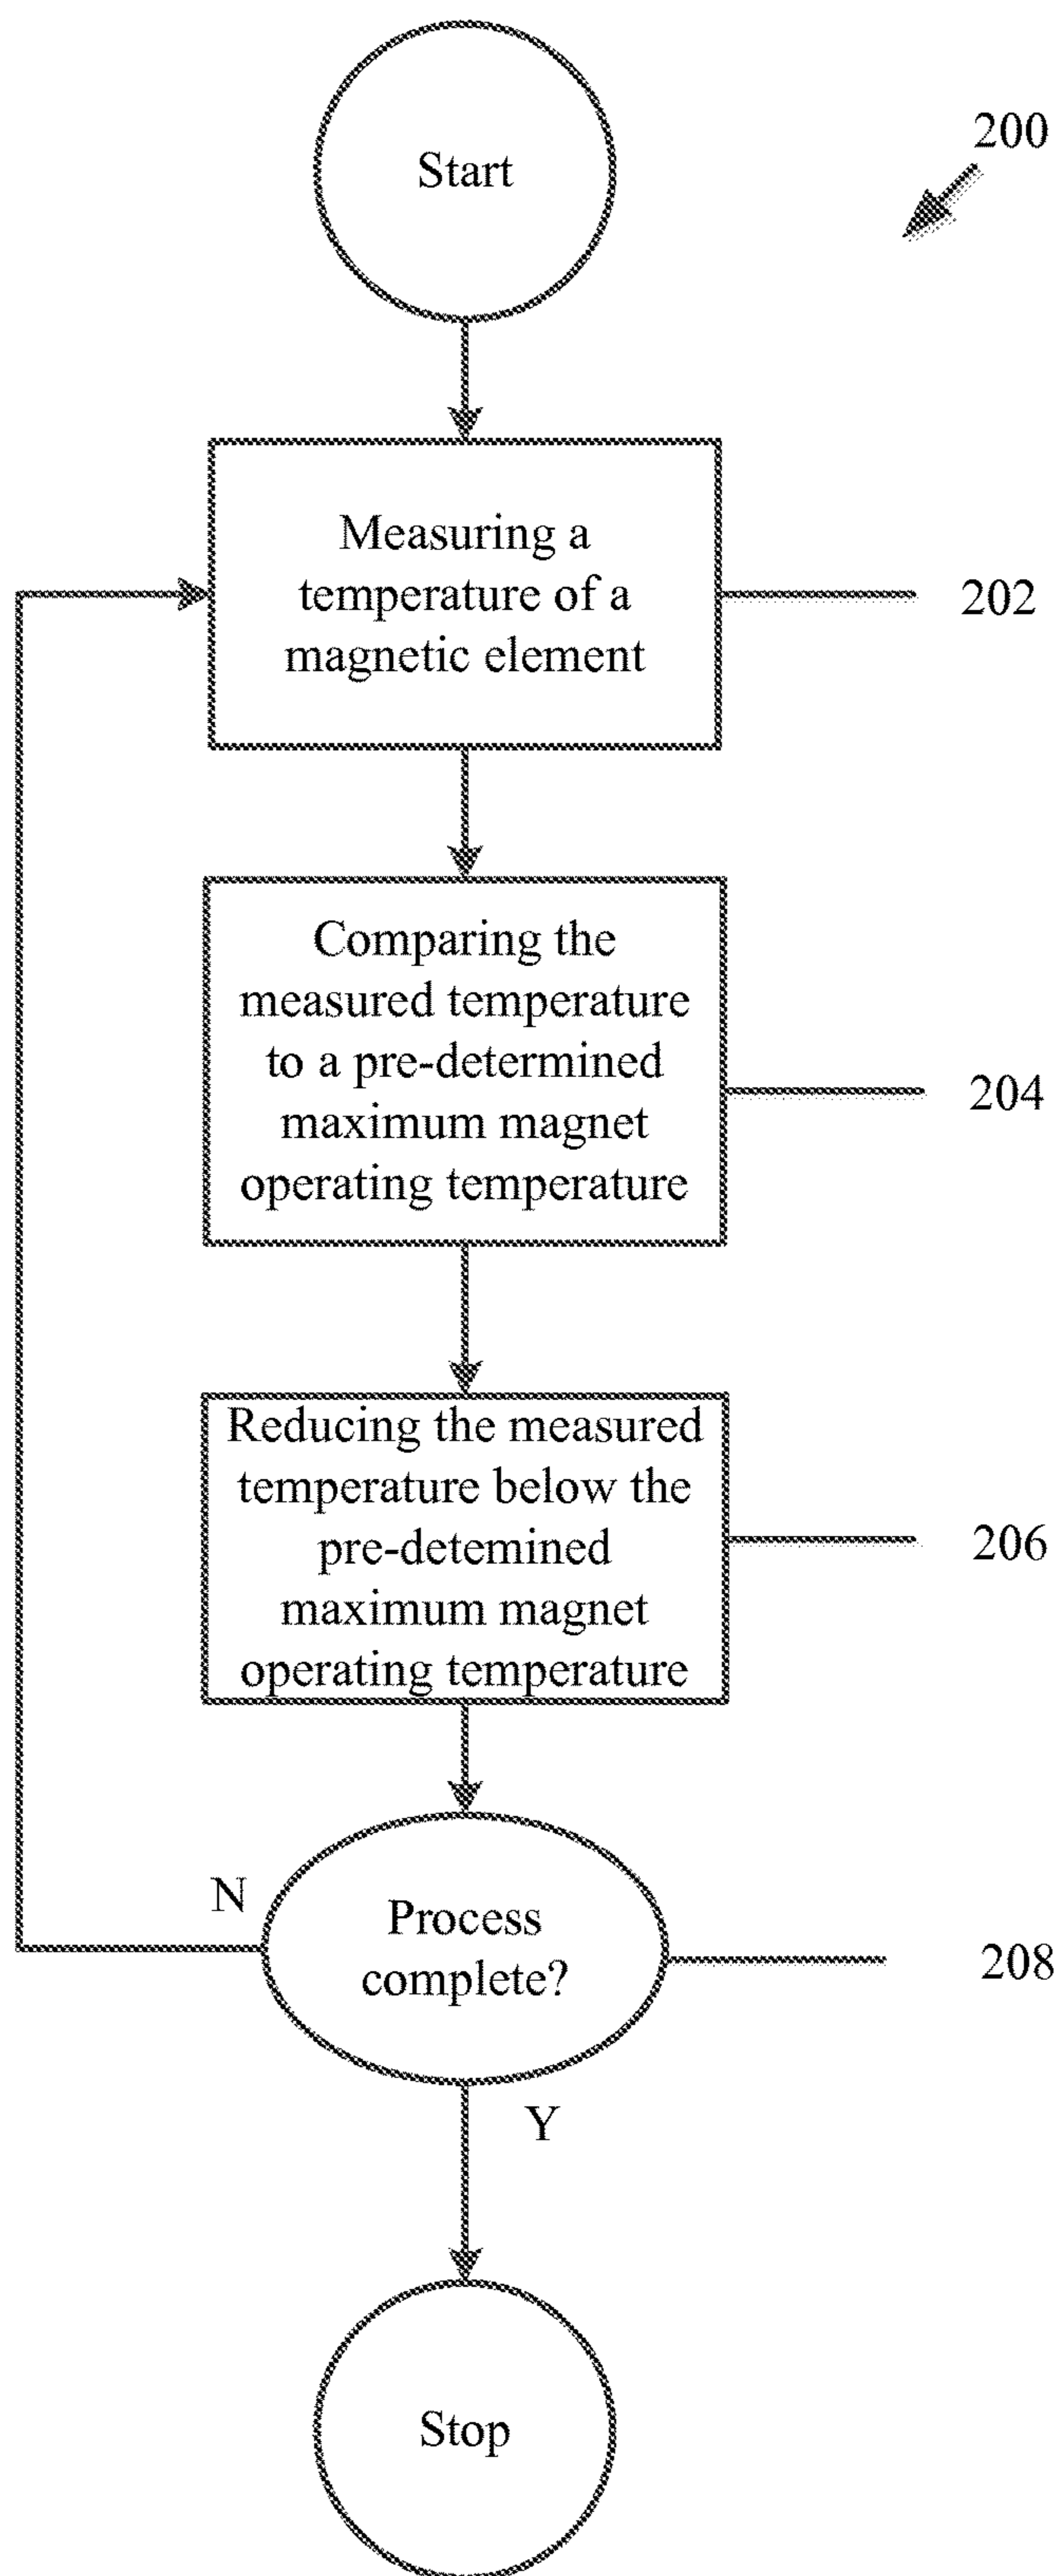 Start
200
Measuring a
temperature of a
magnetic element
202
Comparing the
measured temperature
to a pre-determined
maximum magnet
operating temperature
204
Reducing the measured
temperature below the
pre-detemined
maximum magnet
operating temperature
206
N
Process
complete?
208
Y
Stop